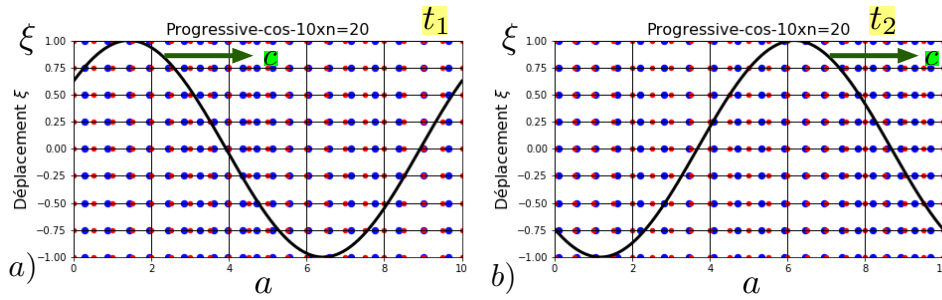 ξ
Progressive-cos-10xn=20
t₁
c
Déplacement ξ
1.00
0.75
0.50
0.25
0.00
−0.25
−0.50
−0.75
−1.00
0 2 4 6 8 10
a)
a
ξ
Progressive-cos-10xn=20
t₂
c
Déplacement ξ
1.00
0.75
0.50
0.25
0.00
−0.25
−0.50
−0.75
−1.00
0 2 4 6 8 10
b)
a